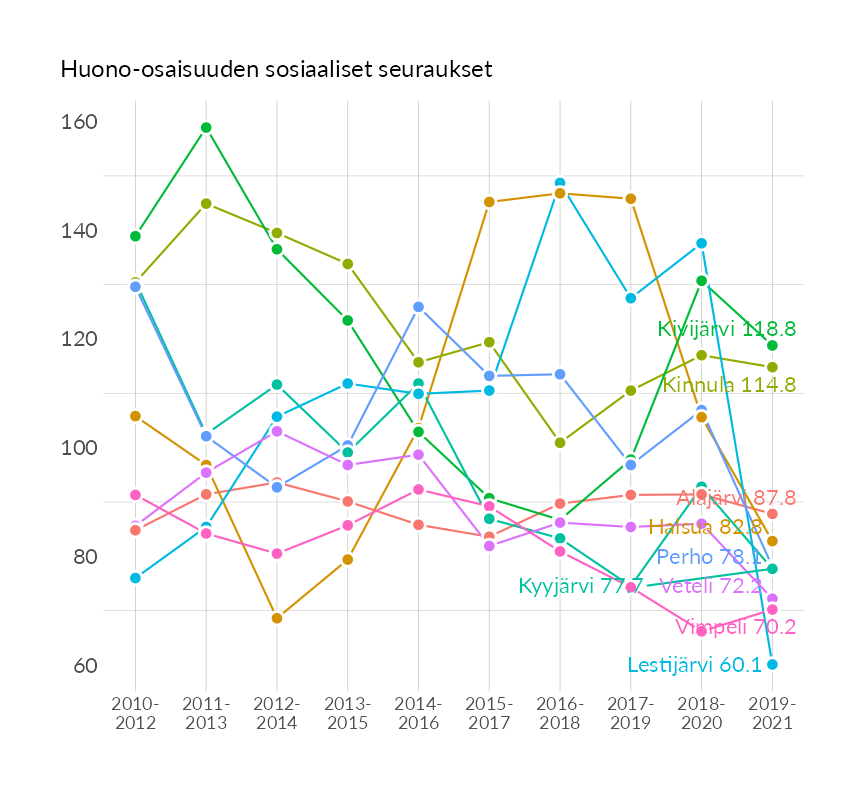 Huono-osaisuuden sosiaaliset seuraukset
160
140
120
100
80
60
Kivijärvi 118.8
Kinnula 114.8
Alajärvi 87.8
Halsua 82.8
Perho 78.1
Kyyjärvi 77.7
Veteli 72.2
Vimpeli 70.2
Lestijärvi 60.1
2010-
2012
2011-
2013
2012-
2014
2013-
2015
2014-
2016
2015-
2017
2016-
2018
2017-
2019
2018-
2020
2019-
2021